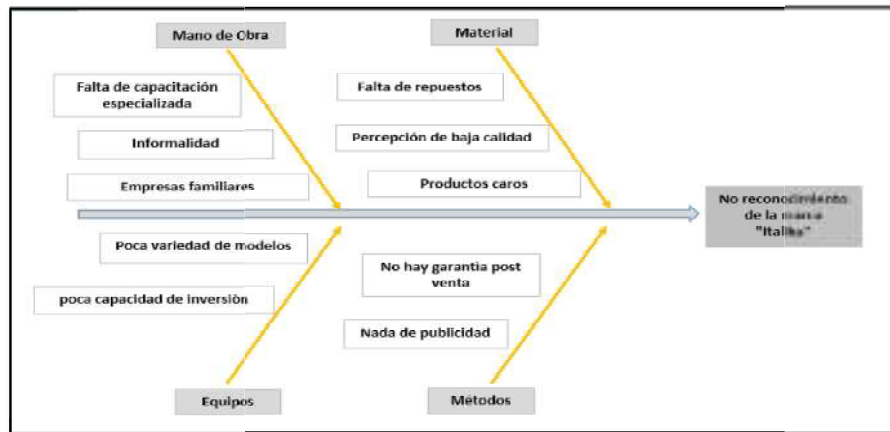 Mano de Obra
Material
Falta de capacitación
especializada
Informalidad
Empresas familiares
Falta de repuestos
Percepción de baja calidad
Productos caros
No reconocimiento
de la marca
"Italika"
Poca variedad de modelos
poca capacidad de inversión
No hay garantia post
venta
Nada de publicidad
Equipos
Métodos